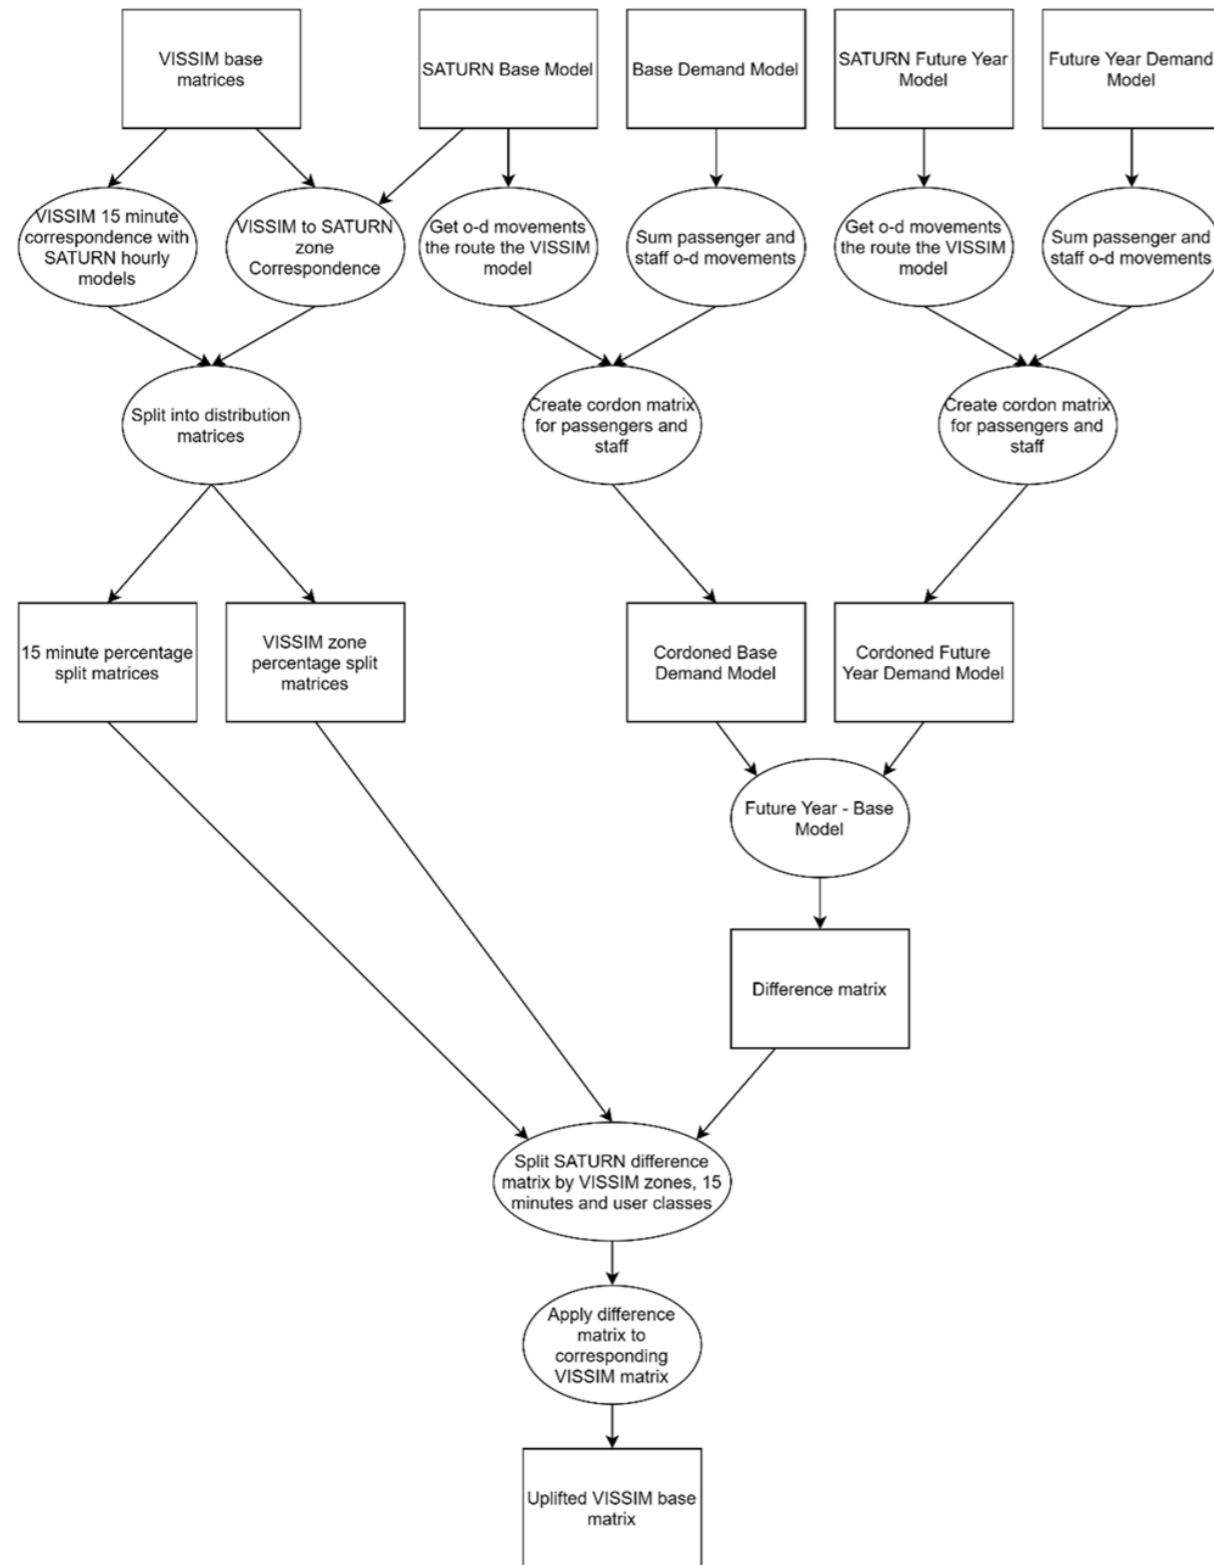 VISSIM base
matrices
SATURN Base Model
Base Demand Model
SATURN Future Year
Model
Future Year Demand
Model
VISSIM 15 minute
correspondence with
SATURN hourly
models
VISSIM to SATURN
zone
Correspondence
Get o-d movements
the route the VISSIM
model
Sum passenger and
staff o-d movements
Get o-d movements
the route the VISSIM
model
Sum passenger and
staff o-d movements
Split into distribution
matrices
Create cordon matrix
for passengers and
staff
Create cordon matrix
for passengers and
staff
15 minute percentage
split matrices
VISSIM zone
percentage split
matrices
Cordoned Base
Demand Model
Cordoned Future
Year Demand Model
Future Year - Base
Model
Difference matrix
Split SATURN difference
matrix by VISSIM zones, 15
minutes and user classes
Apply difference
matrix to
corresponding
VISSIM matrix
Uplifted VISSIM base
matrix